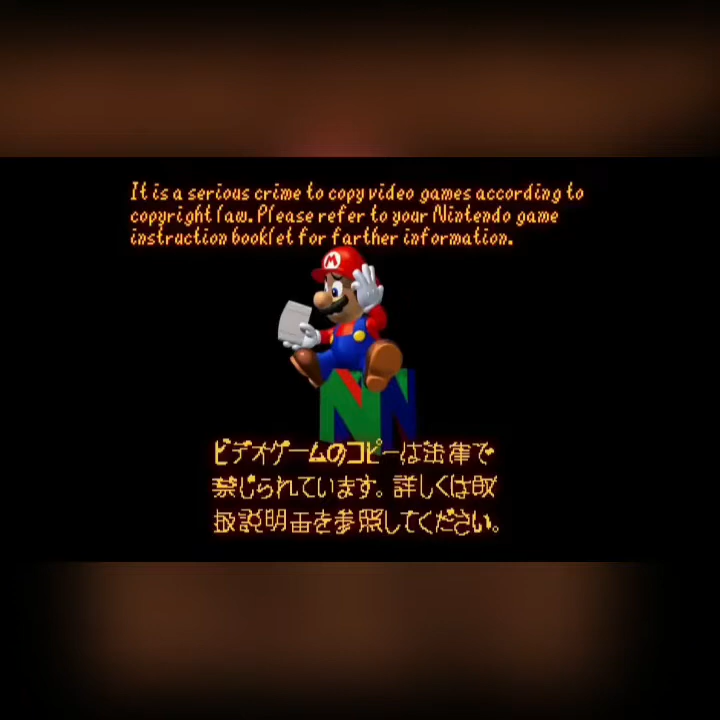 It is a serious crime to copy video games according to
copyright law. Please refer to your Nintendo game
instruction booklet for farther information.
M
ビデオゲームのコピーは法律で
禁じられています。詳しくは取
扱説明書を参照してください。